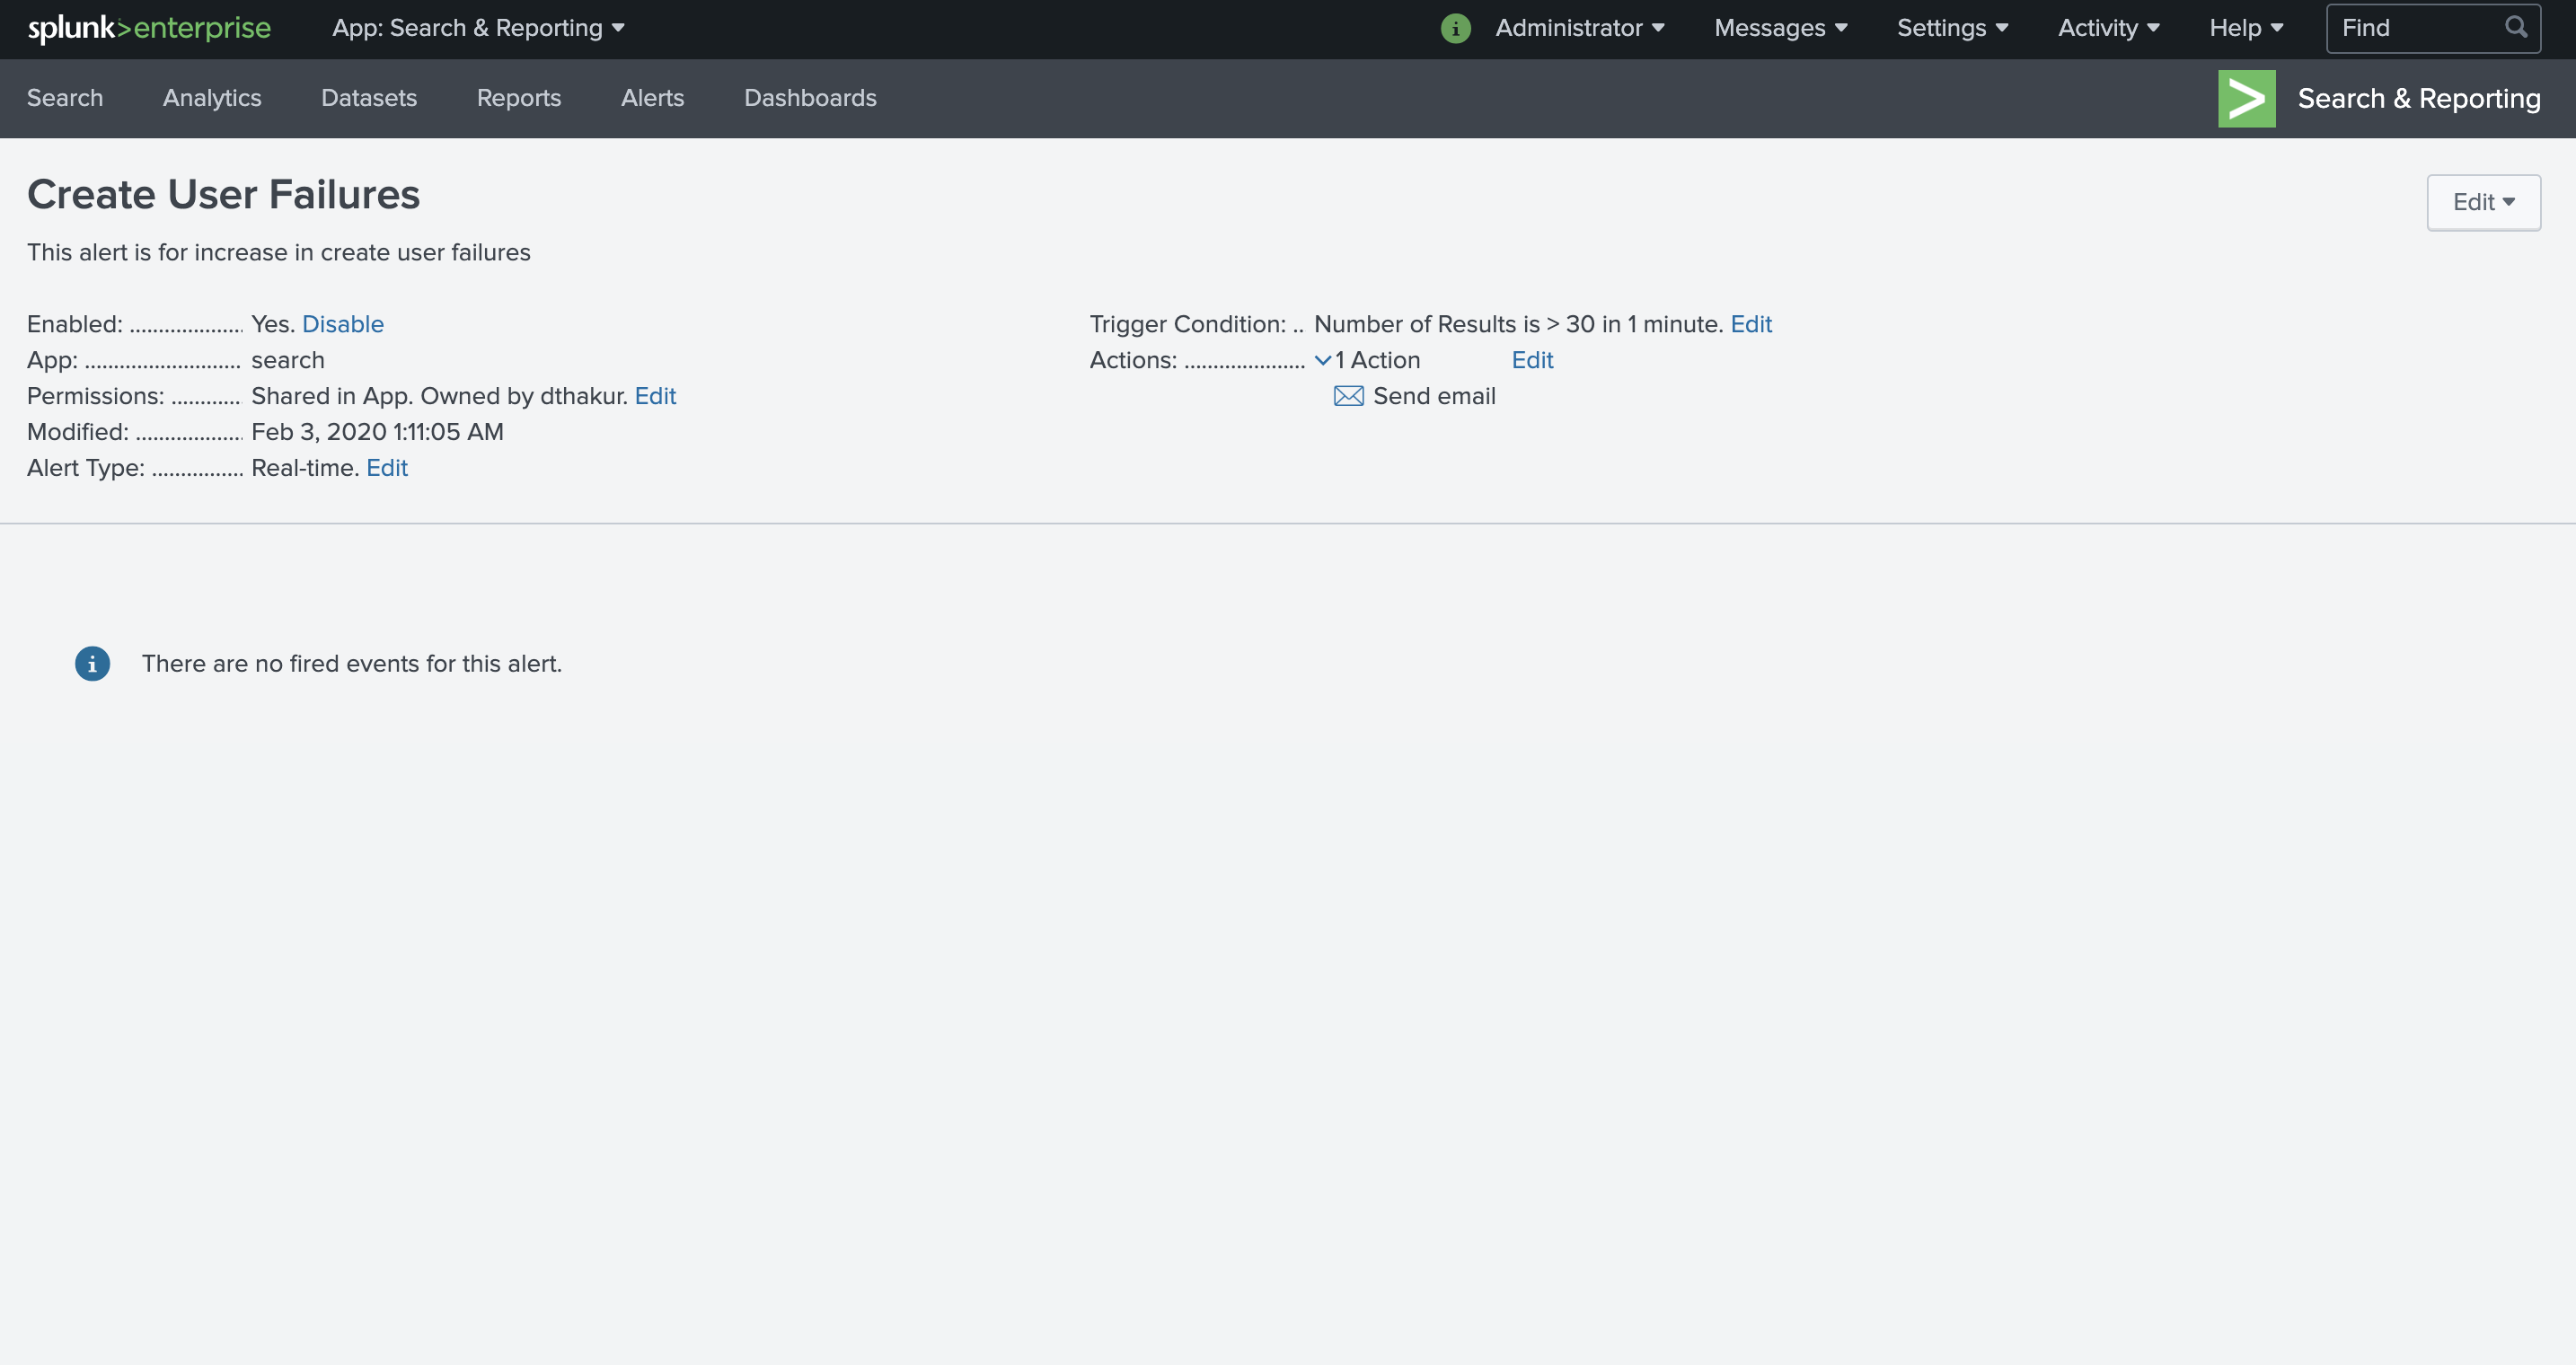 splunk>enterprise App: Search & Reporting i Administrator Messages Settings Activity Help Find
Search Analytics Datasets Reports Alerts Dashboards > Search & Reporting
Create User Failures
Edit
This alert is for increase in create user failures
Enabled: .................... Yes. Disable
App: ........................... search
Permissions: ............ Shared in App. Owned by dthakur. Edit
Modified: ................... Feb 3, 2020 1:11:05 AM
Alert Type: ................ Real-time. Edit
Trigger Condition: .. Number of Results is > 30 in 1 minute. Edit
Actions: ..................... 1 Action Edit
Send email
i There are no fired events for this alert.